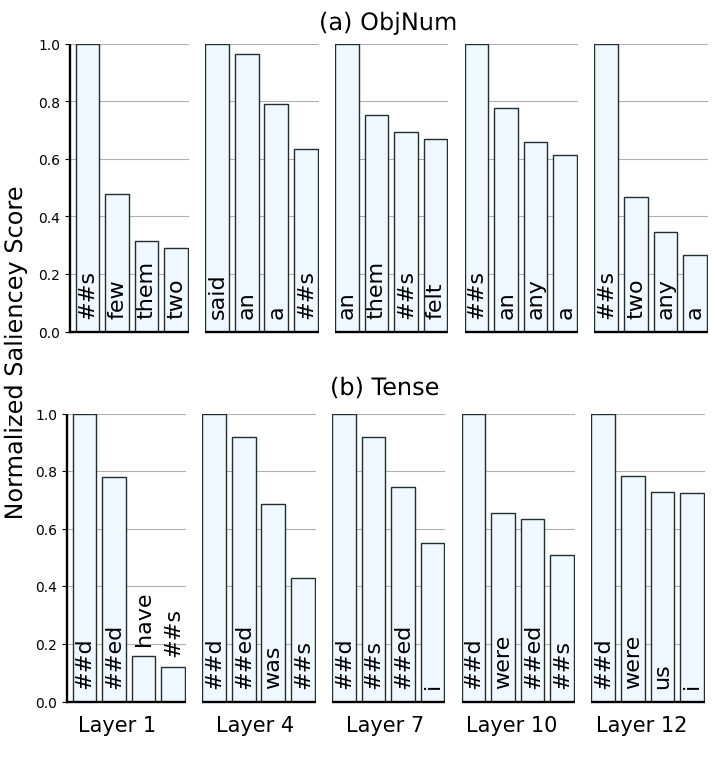 (a) ObjNum
Normalized Saliencey Score
1.0
0.8
0.6
0.4
0.2
0.0
##s few them two
said an a ##s
an them ##s felt
##s an any a
##s two any a
(b) Tense
1.0
0.8
0.6
0.4
0.2
0.0
##d ##ed have ##s
##d ##ed was ##s
##d ##s ##ed i
##d were ##ed ##s
##d were us i
Layer 1 Layer 4 Layer 7 Layer 10 Layer 12